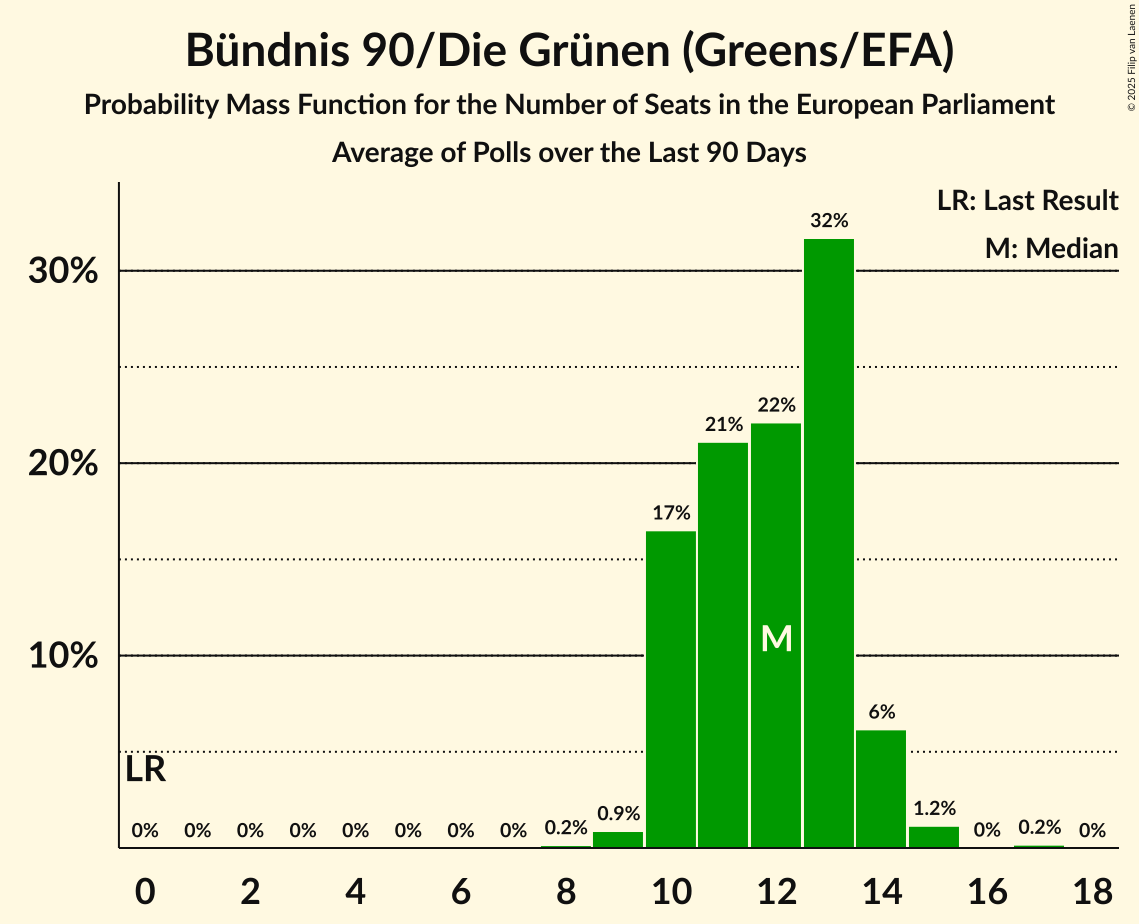 Bündnis 90/Die Grünen (Greens/EFA)
Probability Mass Function for the Number of Seats in the European Parliament
Average of Polls over the Last 90 Days
© 2025 Filip van Laenen
LR: Last Result
M: Median
30%
20%
10%
LR
M
0% 0% 0% 0% 0% 0% 0% 0% 0.2% 0.9% 17% 21% 22% 32% 6% 1.2% 0% 0.2% 0%
0 2 4 6 8 10 12 14 16 18